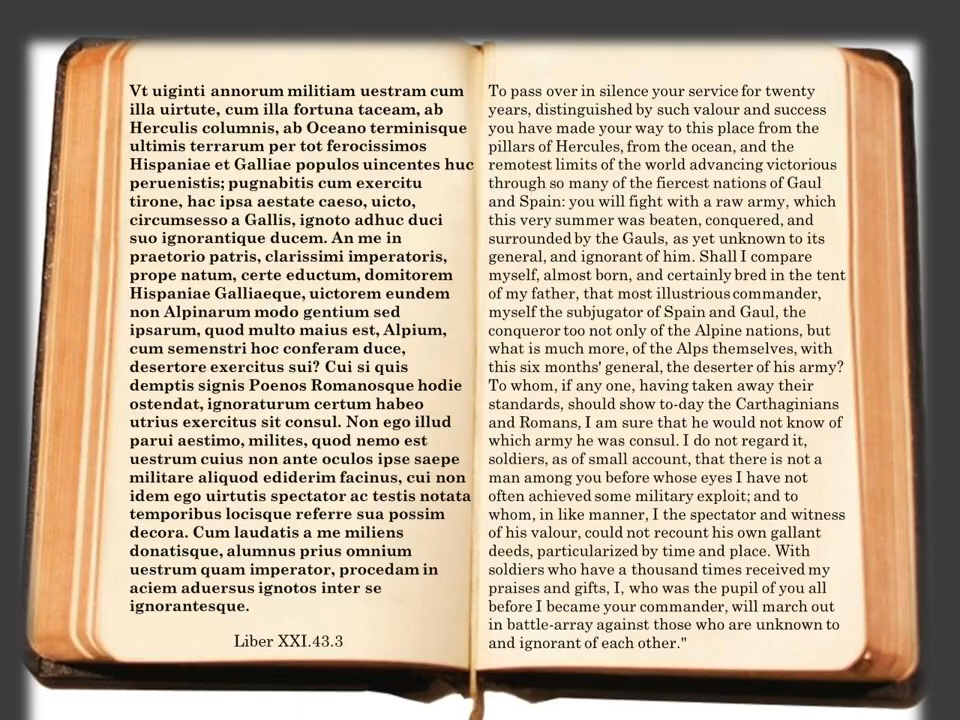 Vt uiginti annorum militiam uestram cum
illa uirtute, cum illa fortuna taceam, ab
Herculis columnis, ab Oceano terminisque
ultimis terrarum per tot ferocissimos
Hispaniae et Galliae populos uincentes huc
peruenistis; pugnabitis cum exercitu
tirone, hac ipsa aestate caeso, uicto,
circumsesso a Gallis, ignoto adhuc duci
suo ignorantique ducem. An me in
praetorio patris, clarissimi imperatoris,
prope natum, certe eductum, domitorem
Hispaniae Galliaeque, uictorem eundem
non Alpinarum modo gentium sed
ipsarum, quod multo maius est, Alpium,
cum semenstri hoc conferam duce,
desertore exercitus sui? Cui si quis
demptis signis Poenos Romanosque hodie
ostendat, ignoraturum certum habeo
utrius exercitus sit consul. Non ego illud
parui aestimo, milites, quod nemo est
uestrum cuius non ante oculos ipse saepe
militare aliquod ediderim facinus, cui non
idem ego uirtutis spectator ac testis notata
temporibus locisque referre sua possim
decora. Cum laudatis a me miliens
donatisque, alumnus prius omnium
uestrum quam imperator, procedam in
aciem aduersus ignotos inter se
ignorantesque.
Liber XXI.43.3
To pass over in silence your service for twenty
years, distinguished by such valour and success
you have made your way to this place from the
pillars of Hercules, from the ocean, and the
remotest limits of the world advancing victorious
through so many of the fiercest nations of Gaul
and Spain: you will fight with a raw army, which
this very summer was beaten, conquered, and
surrounded by the Gauls, as yet unknown to its
general, and ignorant of him. Shall I compare
myself, almost born, and certainly bred in the tent
of my father, that most illustrious commander,
myself the subjugator of Spain and Gaul, the
conqueror too not only of the Alpine nations, but
what is much more, of the Alps themselves, with
this six months' general, the deserter of his army?
To whom, if any one, having taken away their
standards, should show to-day the Carthaginians
and Romans, I am sure that he would not know of
which army he was consul. I do not regard it,
soldiers, as of small account, that there is not a
man among you before whose eyes I have not
often achieved some military exploit; and to
whom, in like manner, I the spectator and witness
of his valour, could not recount his own gallant
deeds, particularized by time and place. With
soldiers who have a thousand times received my
praises and gifts, I, who was the pupil of you all
before I became your commander, will march out
in battle-array against those who are unknown to
and ignorant of each other."